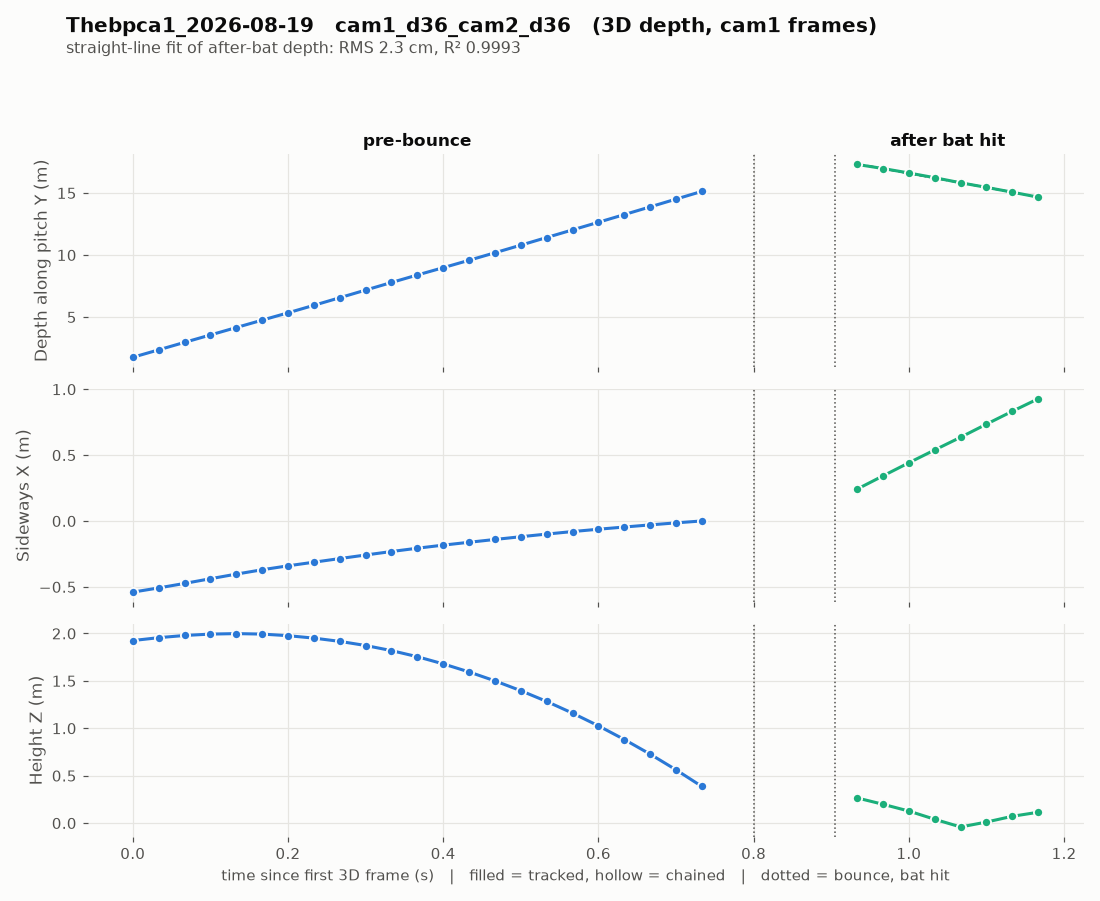 Thebpca1_2026-08-19   cam1_d36_cam2_d36   (3D depth, cam1 frames)
straight-line fit of after-bat depth: RMS 2.3 cm, R² 0.9993
pre-bounce
after bat hit
Depth along pitch Y (m)
15
10
5
Sideways X (m)
1.0
0.5
0.0
−0.5
Height Z (m)
2.0
1.5
1.0
0.5
0.0
0.0 0.2 0.4 0.6 0.8 1.0 1.2
time since first 3D frame (s)   |   filled = tracked, hollow = chained   |   dotted = bounce, bat hit